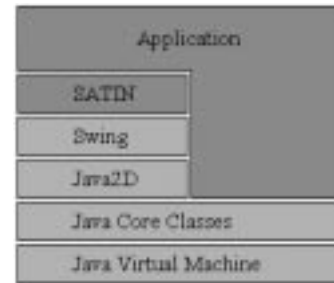 Application
SATIN
Swing
Java2D
Java Core Classes
Java Virtual Machine